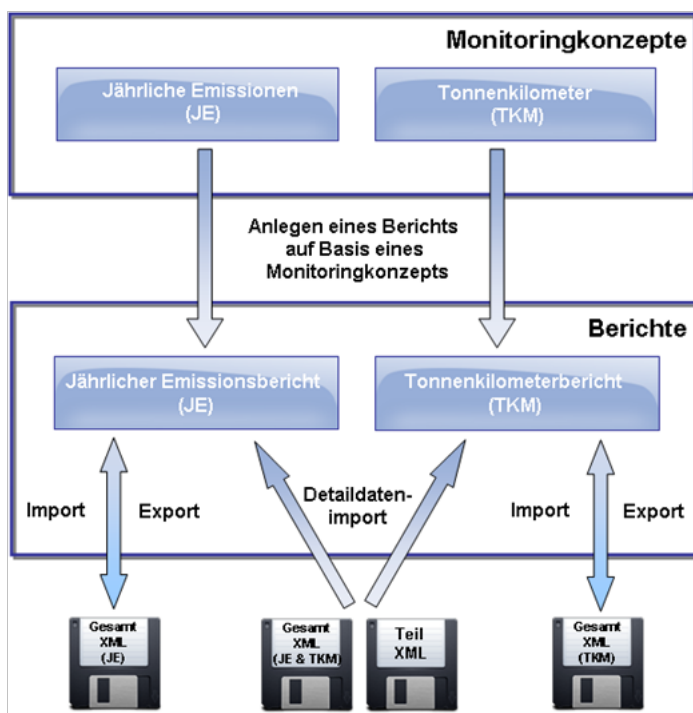 Monitoringkonzepte
Jährliche Emissionen
(JE)
Tonnenkilometer
(TKM)
Anlegen eines Berichts
auf Basis eines
Monitoringkonzepts
Berichte
Jährlicher Emissionsbericht
(JE)
Tonnenkilometerbericht
(TKM)
Import
Export
Detaildaten-
import
Import
Export
Gesamt
XML
(JE)
Gesamt
XML
(JE & TKM)
Teil
XML
Gesamt
XML
(TKM)